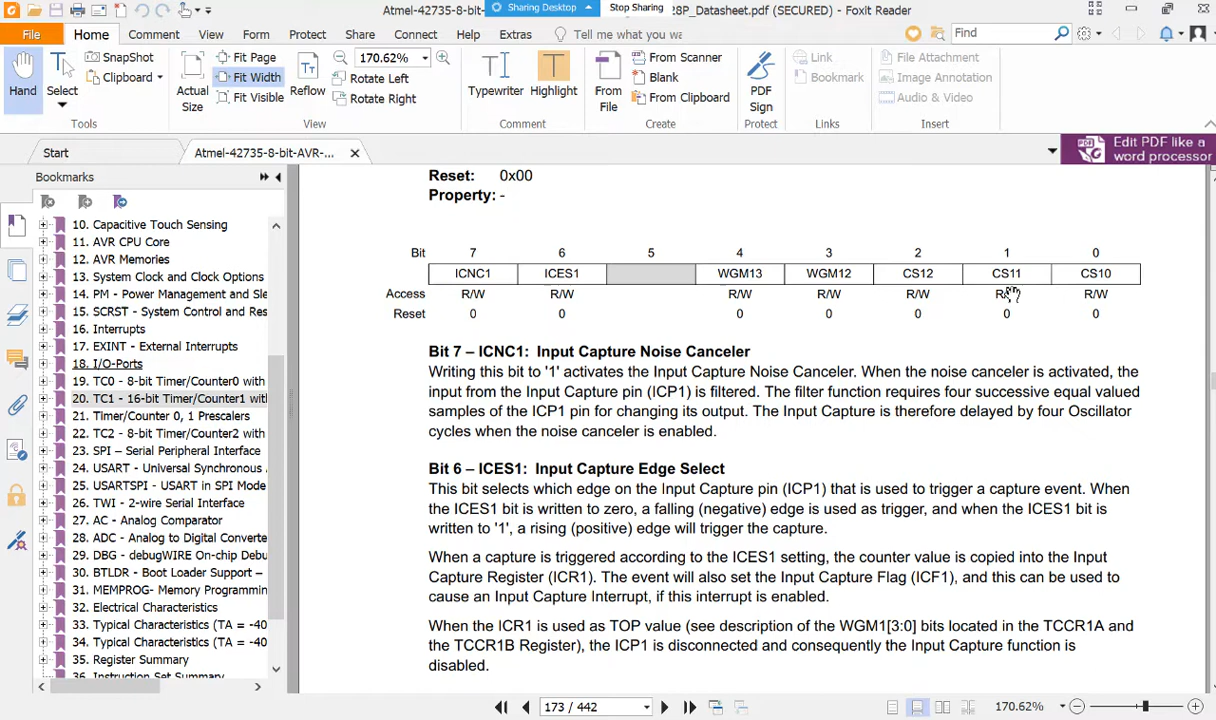 Atmel-42735-8-bit- Sharing Desktop Stop Sharing 28P_Datasheet.pdf (SECURED) - Foxit Reader
File Home Comment View Form Protect Share Connect Help Extras Tell me what you wa Find
Hand Select SnapShot Clipboard Tools
Actual Size Fit Page Fit Width Fit Visible Reflow 170.62% Rotate Left Rotate Right View
Typewriter Highlight Comment
From File From Scanner Blank From Clipboard Create
PDF Sign Protect
Link Bookmark Links
File Attachment Image Annotation Audio & Video Insert
Start Atmel-42735-8-bit-AVR-... Edit PDF like a word processor
Bookmarks
10. Capacitive Touch Sensing
11. AVR CPU Core
12. AVR Memories
13. System Clock and Clock Options
14. PM - Power Management and Sle
15. SCRST - System Control and Res
16. Interrupts
17. EXINT - External Interrupts
18. I/O-Ports
19. TC0 - 8-bit Timer/Counter0 with
20. TC1 - 16-bit Timer/Counter1 with
21. Timer/Counter 0, 1 Prescalers
22. TC2 - 8-bit Timer/Counter2 with
23. SPI – Serial Peripheral Interface
24. USART - Universal Synchronous
25. USARTSPI - USART in SPI Mode
26. TWI - 2-wire Serial Interface
27. AC - Analog Comparator
28. ADC - Analog to Digital Converte
29. DBG - debugWIRE On-chip Debu
30. BTLDR - Boot Loader Support –
31. MEMPROG- Memory Programmin
32. Electrical Characteristics
33. Typical Characteristics (TA = -40
34. Typical Characteristics (TA = -40
35. Register Summary
36. Instruction Set Summary
Reset: 0x00
Property: -
Bit 7 6 5 4 3 2 1 0
ICNC1 ICES1 WGM13 WGM12 CS12 CS11 CS10
Access R/W R/W R/W R/W R/W R/W R/W
Reset 0 0 0 0 0 0 0
Bit 7 – ICNC1: Input Capture Noise Canceler
Writing this bit to '1' activates the Input Capture Noise Canceler. When the noise canceler is activated, the
input from the Input Capture pin (ICP1) is filtered. The filter function requires four successive equal valued
samples of the ICP1 pin for changing its output. The Input Capture is therefore delayed by four Oscillator
cycles when the noise canceler is enabled.
Bit 6 – ICES1: Input Capture Edge Select
This bit selects which edge on the Input Capture pin (ICP1) that is used to trigger a capture event. When
the ICES1 bit is written to zero, a falling (negative) edge is used as trigger, and when the ICES1 bit is
written to '1', a rising (positive) edge will trigger the capture.
When a capture is triggered according to the ICES1 setting, the counter value is copied into the Input
Capture Register (ICR1). The event will also set the Input Capture Flag (ICF1), and this can be used to
cause an Input Capture Interrupt, if this interrupt is enabled.
When the ICR1 is used as TOP value (see description of the WGM1[3:0] bits located in the TCCR1A and
the TCCR1B Register), the ICP1 is disconnected and consequently the Input Capture function is
disabled.
173 / 442 170.62%